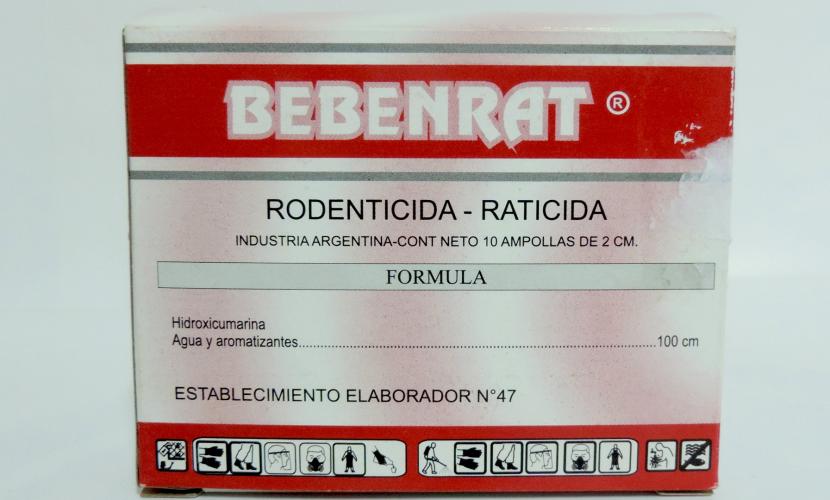 BEBENRAT ®
RODENTICIDA - RATICIDA
INDUSTRIA ARGENTINA-CONT NETO 10 AMPOLLAS DE 2 CM.
FORMULA
Hidroxicumarina
Agua y aromatizantes....................................................................................100 cm
ESTABLECIMIENTO ELABORADOR N°47